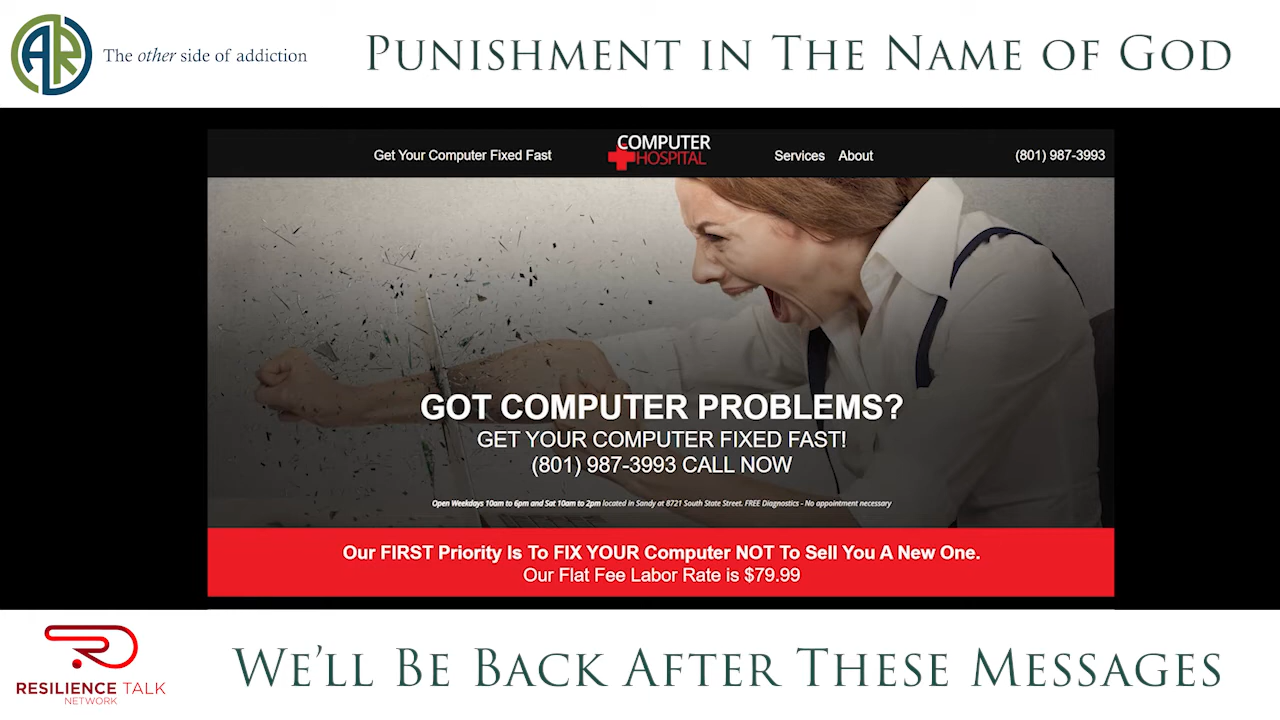 AR
The other side of addiction
PUNISHMENT IN THE NAME OF GOD
Get Your Computer Fixed Fast
COMPUTER
HOSPITAL
Services About
(801) 987-3993
GOT COMPUTER PROBLEMS?
GET YOUR COMPUTER FIXED FAST!
(801) 987-3993 CALL NOW
Open Weekdays 10am to 6pm and Sat 10am to 2pm located in Sandy at 8721 South State Street. FREE Diagnostics - No appointment necessary
Our FIRST Priority Is To FIX YOUR Computer NOT To Sell You A New One.
Our Flat Fee Labor Rate is $79.99
RESILIENCE TALK
NETWORK
WE'LL BE BACK AFTER THESE MESSAGES